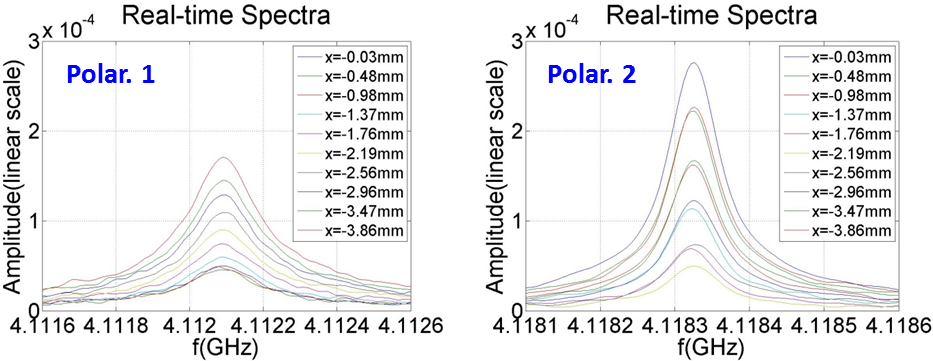 Real-time Spectra
x 10-4
Polar. 1
Amplitude(linear scale)
3
2
1
0
x=-0.03mm
x=-0.48mm
x=-0.98mm
x=-1.37mm
x=-1.76mm
x=-2.19mm
x=-2.56mm
x=-2.96mm
x=-3.47mm
x=-3.86mm
4.1116 4.1118 4.112 4.1122 4.1124 4.1126
f(GHz)
Real-time Spectra
x 10-4
Polar. 2
Amplitude(linear scale)
3
2
1
0
x=-0.03mm
x=-0.48mm
x=-0.98mm
x=-1.37mm
x=-1.76mm
x=-2.19mm
x=-2.56mm
x=-2.96mm
x=-3.47mm
x=-3.86mm
4.1181 4.1182 4.1183 4.1184 4.1185 4.1186
f(GHz)